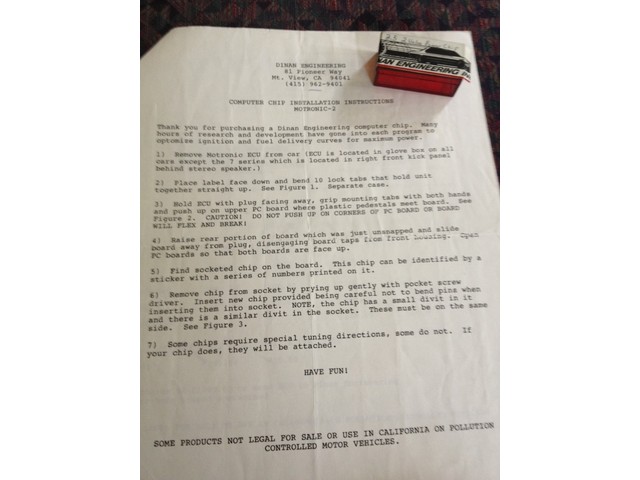 DINAN ENGINEERING
81 Pioneer Way
Mt. View, CA 94041
(415) 962-9401
COMPUTER CHIP INSTALLATION INSTRUCTIONS
MOTRONIC-2
Thank you for purchasing a Dinan Engineering computer chip. Many
hours of research and development have gone into each program to
optomize ignition and fuel delivery curves for maximum power.
1) Remove Motronic ECU from car (ECU is located in glove box on all
cars except the 7 series which is located in right front kick panel
behind stereo speaker.)
2) Place label face down and bend 10 lock tabs that hold unit
together straight up. See Figure 1. Separate case.
3) Hold ECU with plug facing away, grip mounting tabs with both hands
and push up on upper PC board where plastic pedestals meet board. See
Figure 2. CAUTION! DO NOT PUSH UP ON CORNERS OF PC BOARD OR BOARD
WILL FLEX AND BREAK!
4) Raise rear portion of board which was just unsnapped and slide
board away from plug, disengaging board taps from front housing. Open
PC boards so that both boards are face up.
5) Find socketed chip on the board. This chip can be identified by a
sticker with a series of numbers printed on it.
6) Remove chip from socket by prying up gently with pocket screw
driver. Insert new chip provided being careful not to bend pins when
inserting them into socket. NOTE, the chip has a small divit in it
and there is a similar divit in the socket. These must be on the same
side. See Figure 3.
7) Some chips require special tuning directions, some do not. If
your chip does, they will be attached.
HAVE FUN!
SOME PRODUCTS NOT LEGAL FOR SALE OR USE IN CALIFORNIA ON POLLUTION
CONTROLLED MOTOR VEHICLES.
NAN ENGINEERING